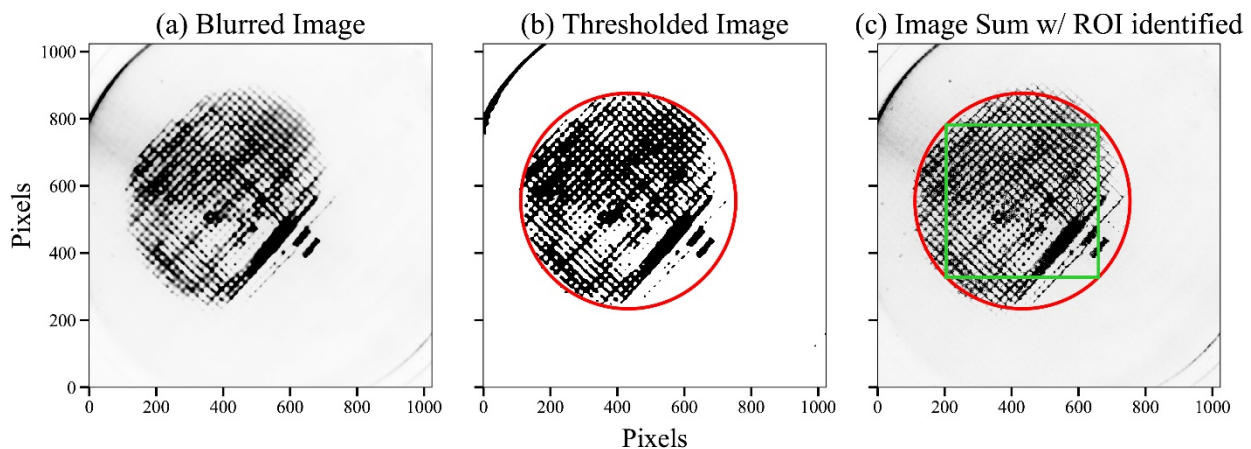 (a) Blurred Image
(b) Thresholded Image
(c) Image Sum w/ ROI identified
Pixels
1000
800
600
400
200
0
0 200 400 600 800 1000
0 200 400 600 800 1000
0 200 400 600 800 1000
Pixels